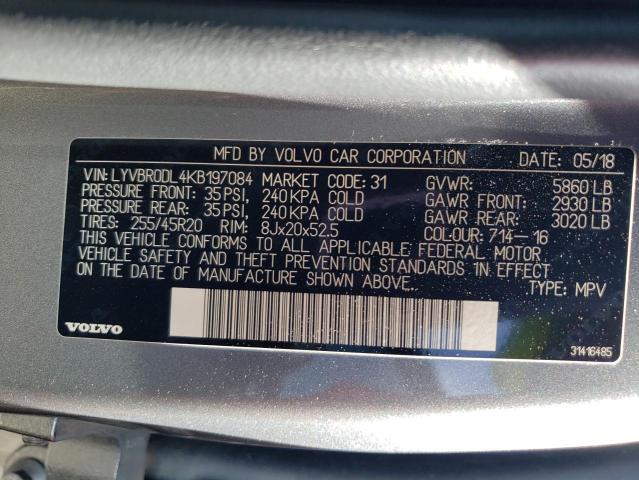 MFD BY VOLVO CAR CORPORATION DATE: 05/18
VIN: LYVBR0DL4KB197084 MARKET CODE: 31 GVWR: 5860 LB
PRESSURE FRONT: 35 PSI, 240 KPA COLD GAWR FRONT: 2930 LB
PRESSURE REAR: 35 PSI, 240 KPA COLD GAWR REAR: 3020 LB
TIRES: 255/45R20 RIM: 8Jx20x52.5 COLOUR: 714-16
THIS VEHICLE CONFORMS TO ALL APPLICABLE FEDERAL MOTOR
VEHICLE SAFETY AND THEFT PREVENTION STANDARDS IN EFFECT
ON THE DATE OF MANUFACTURE SHOWN ABOVE.. TYPE: MPV
VOLVO 31416485